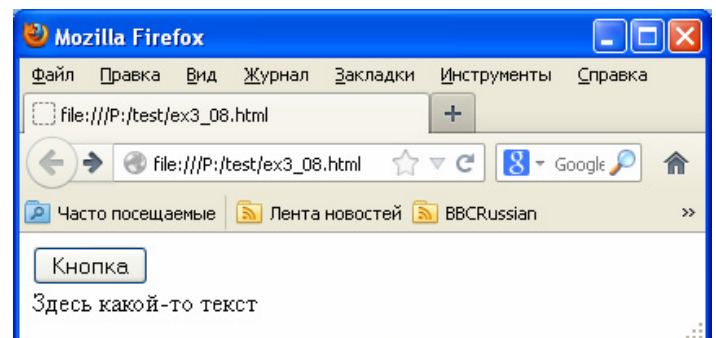 Mozilla Firefox
Файл Правка Вид Журнал Закладки Инструменты Справка
file:///P:/test/ex3_08.html +
file:///P:/test/ex3_08.html 8 Google
Часто посещаемые Лента новостей BBCRussian »
Кнопка
Здесь какой-то текст